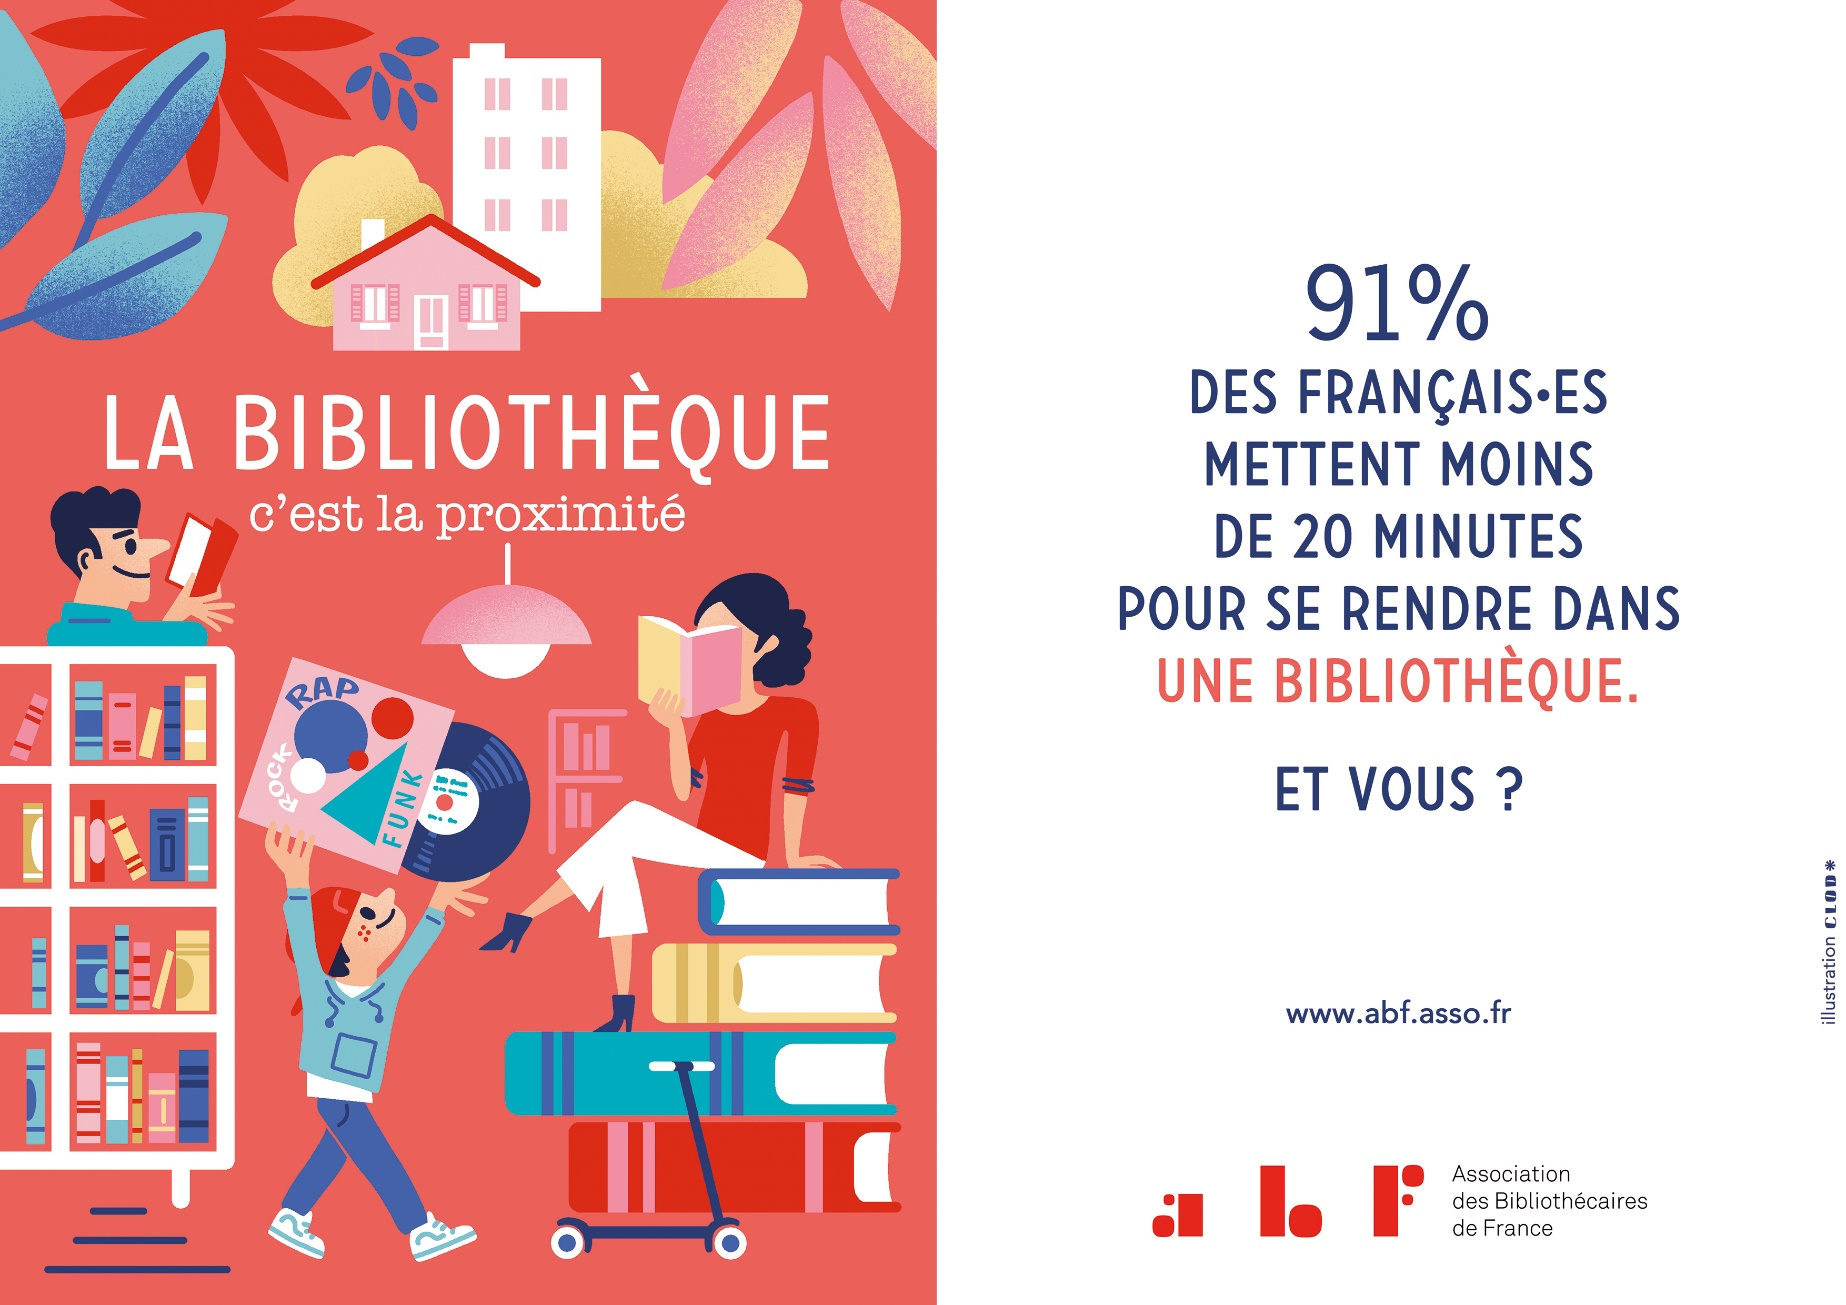 LA BIBLIOTHÈQUE
c'est la proximité
RAP
ROCK
FUNK
91%
DES FRANÇAIS•ES
METTENT MOINS
DE 20 MINUTES
POUR SE RENDRE DANS
UNE BIBLIOTHÈQUE.
ET VOUS ?
www.abf.asso.fr
illustration CLOD*
abf
Association
des Bibliothécaires
de France